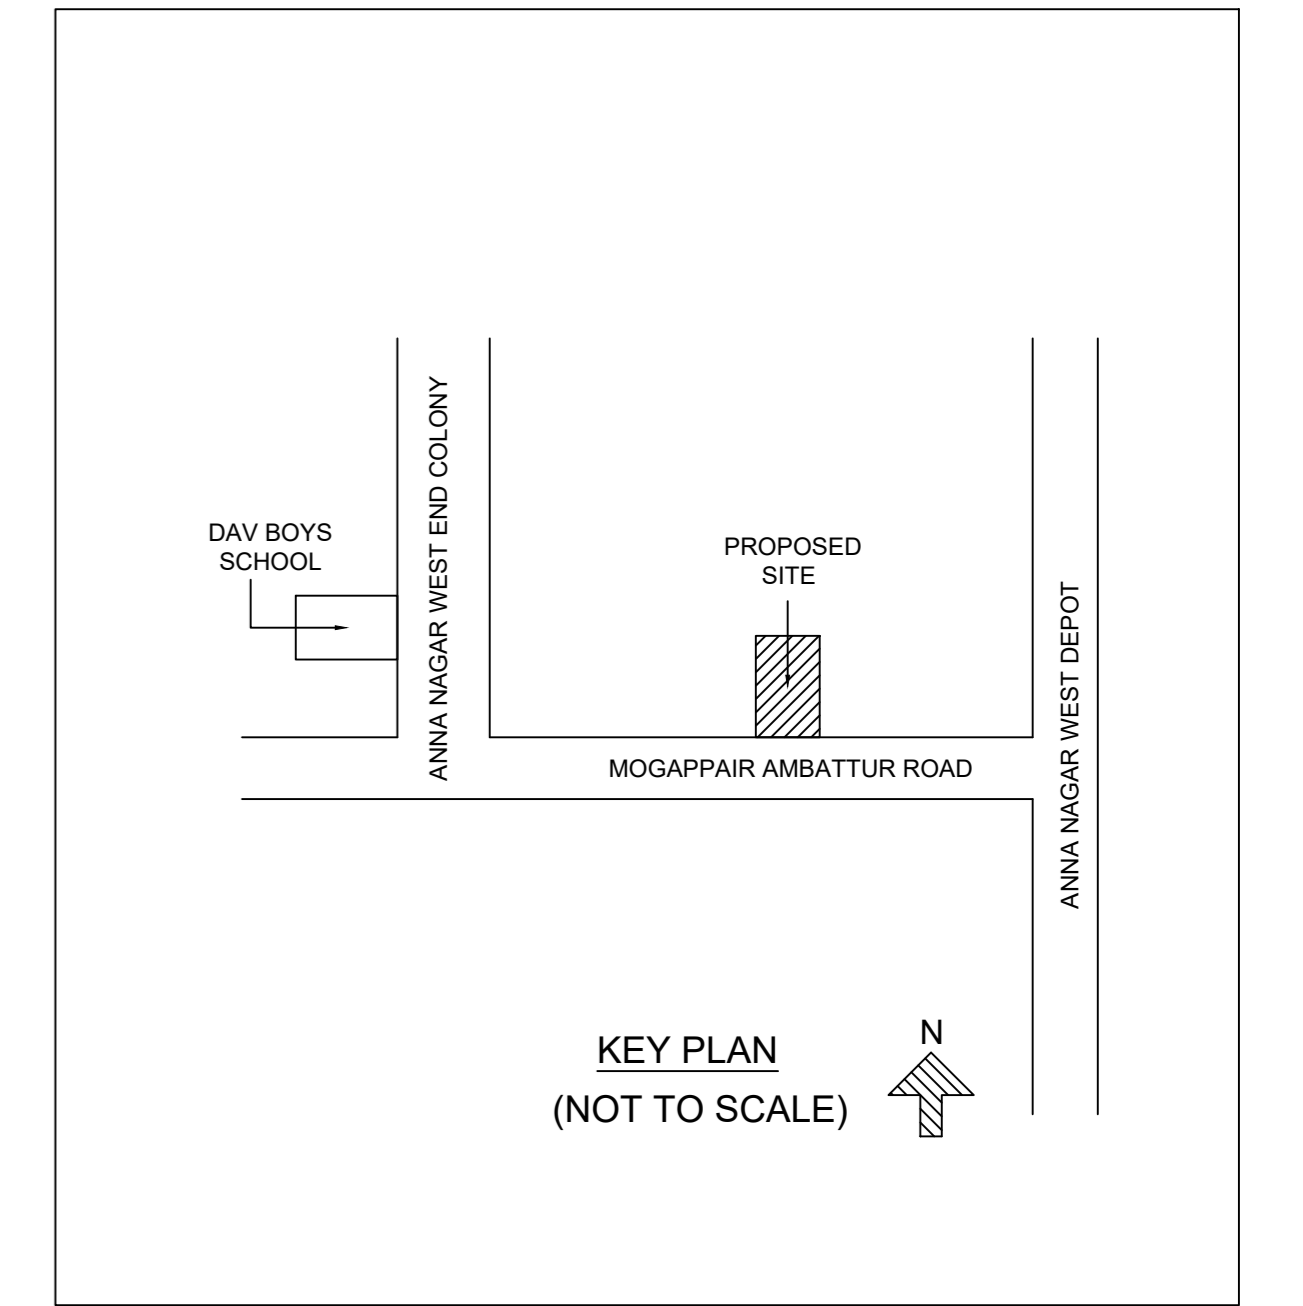 ANNA NAGAR WEST END COLONY
DAV BOYS
SCHOOL
PROPOSED
SITE
ANNA NAGAR WEST DEPOT
MOGAPPAIR AMBATTUR ROAD
KEY PLAN
(NOT TO SCALE)
N